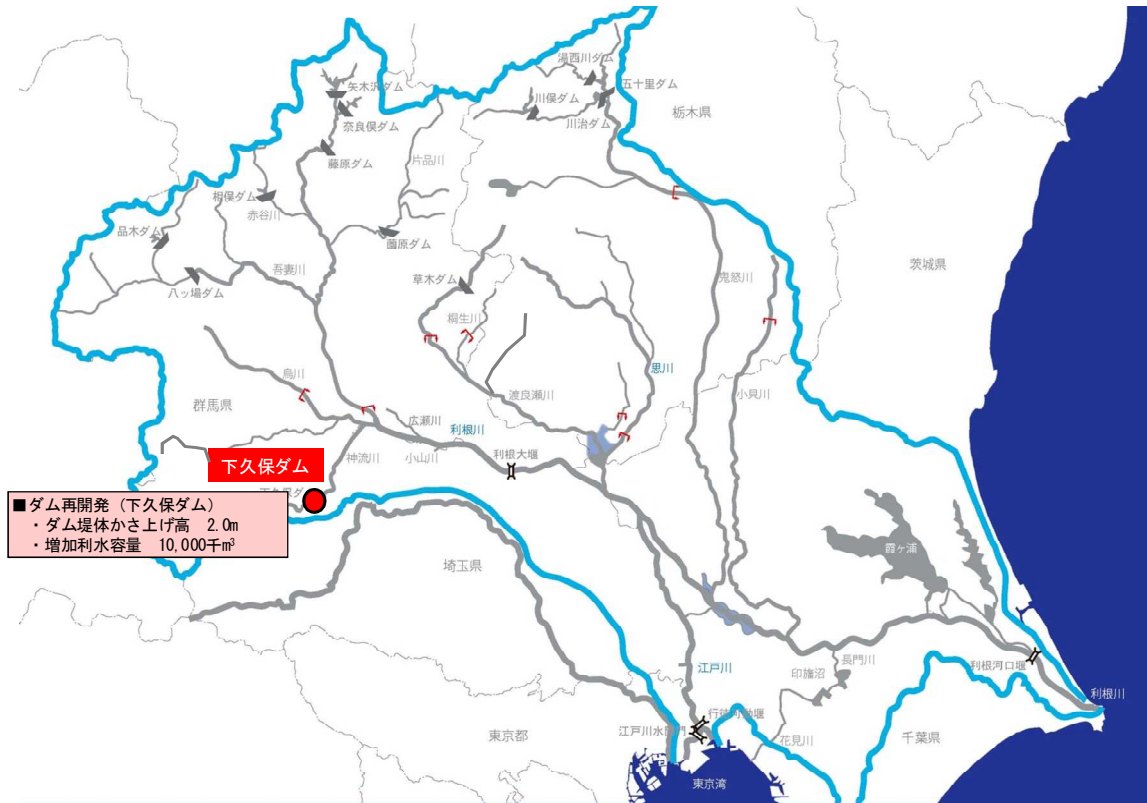 湯西川ダム
五十里ダム
川俣ダム
川治ダム
栃木県
矢木沢ダム
奈良俣ダム
藤原ダム
片品川
相俣ダム
赤谷川
品木ダム
薗原ダム
吾妻川
八ッ場ダム
草木ダム
桐生川
鬼怒川
茨城県
思川
烏川
群馬県
渡良瀬川
小貝川
広瀬川
利根川
小山川
利根大堰
神流川
下久保ダム
下久保ダ
■ダム再開発（下久保ダム）
・ダム堤体かさ上げ高 2.0m
・増加利水容量 10,000千m³
埼玉県
霞ヶ浦
江戸川
印旛沼
長門川
利根河口堰
利根川
行徳可動堰
江戸川水閘門
花見川
千葉県
東京都
東京湾